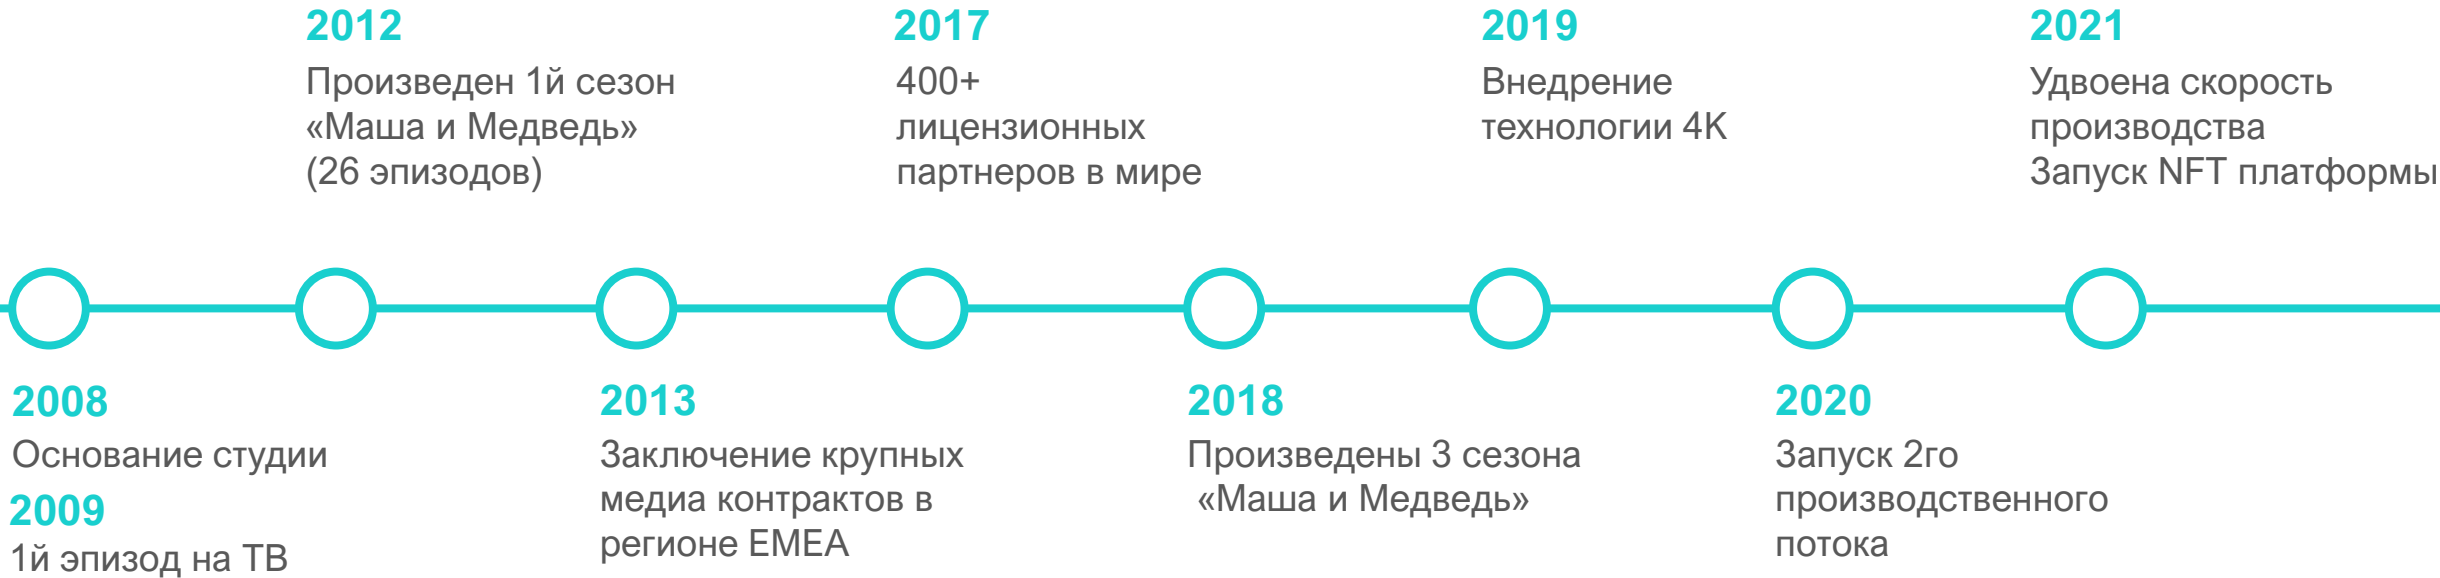 2012
Произведен 1й сезон
«Маша и Медведь»
(26 эпизодов)
2017
400+
лицензионных
партнеров в мире
2019
Внедрение
технологии 4K
2021
Удвоена скорость
производства
Запуск NFT платформы
2008
Основание студии
2009
1й эпизод на ТВ
2013
Заключение крупных
медиа контрактов в
регионе EMEA
2018
Произведены 3 сезона
«Маша и Медведь»
2020
Запуск 2го
производственного
потока